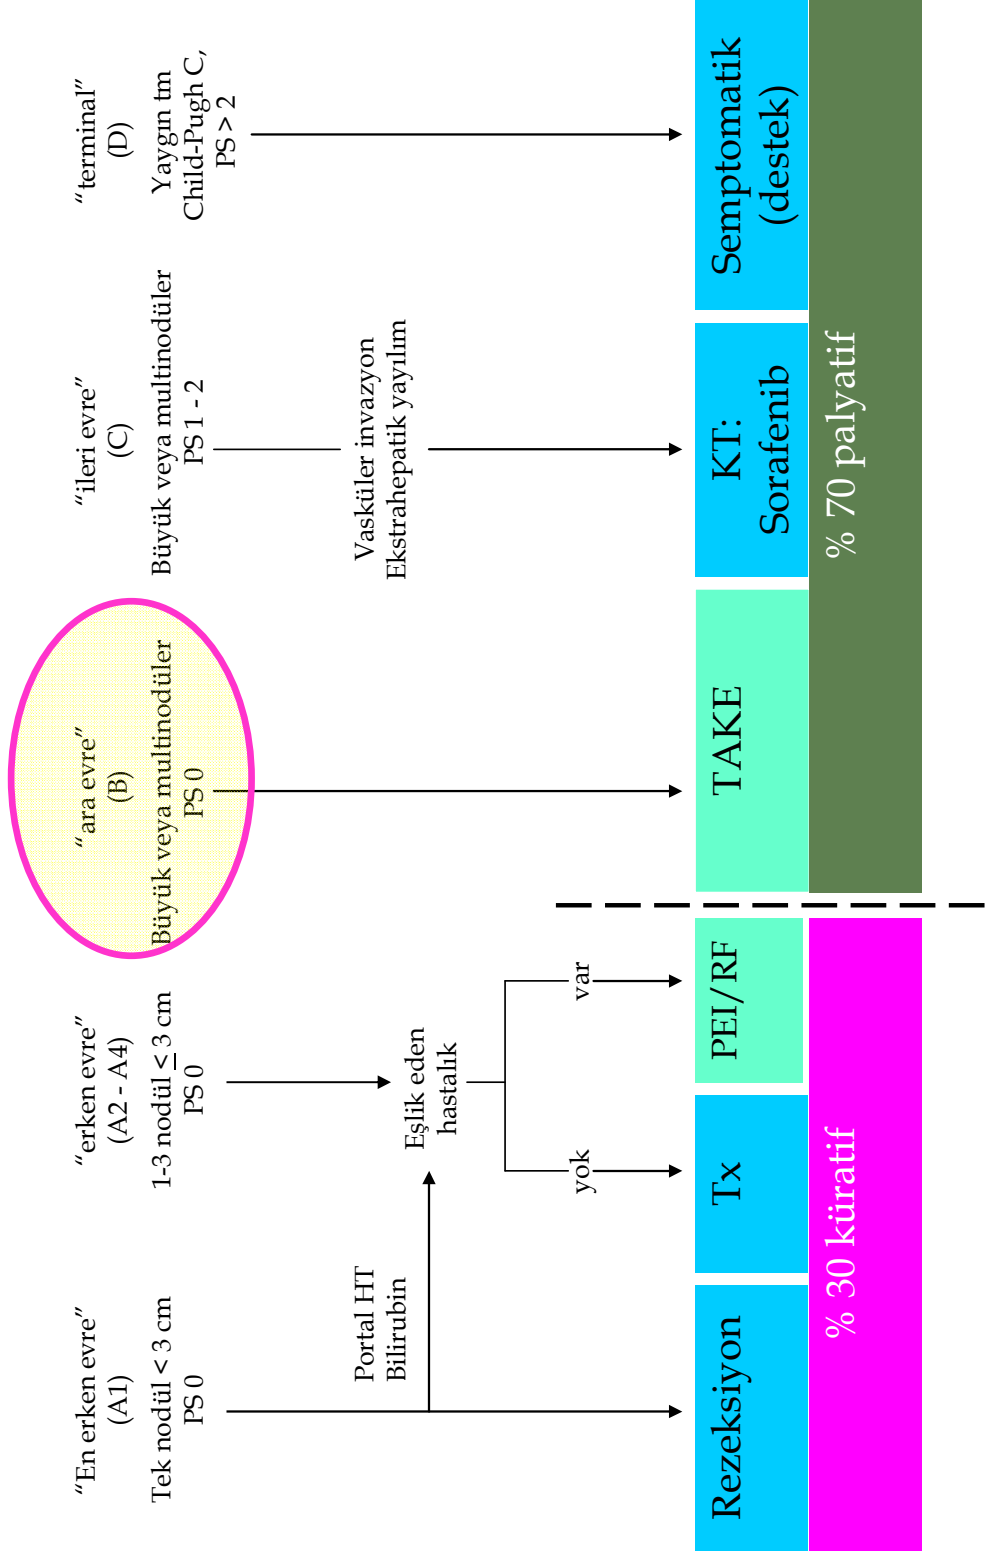 “En erken evre”
(A1)
Tek nodül < 3 cm
PS 0
“erken evre”
(A2 - A4)
1-3 nodül < 3 cm
PS 0
“ara evre”
(B)
Büyük veya multinodüler
PS 0
“ileri evre”
(C)
Büyük veya multinodüler
PS 1 - 2
“terminal”
(D)
Yaygın tm
Child-Pugh C,
PS > 2
Portal HT
Bilirubin
Eşlik eden
hastalık
Vasküler invazyon
Ekstrahepatik yayılım
yok
var
Rezeksiyon
Tx
PEI/RF
TAKE
KT:
Sorafenib
Semptomatik
(destek)
% 30 küratif
% 70 palyatif